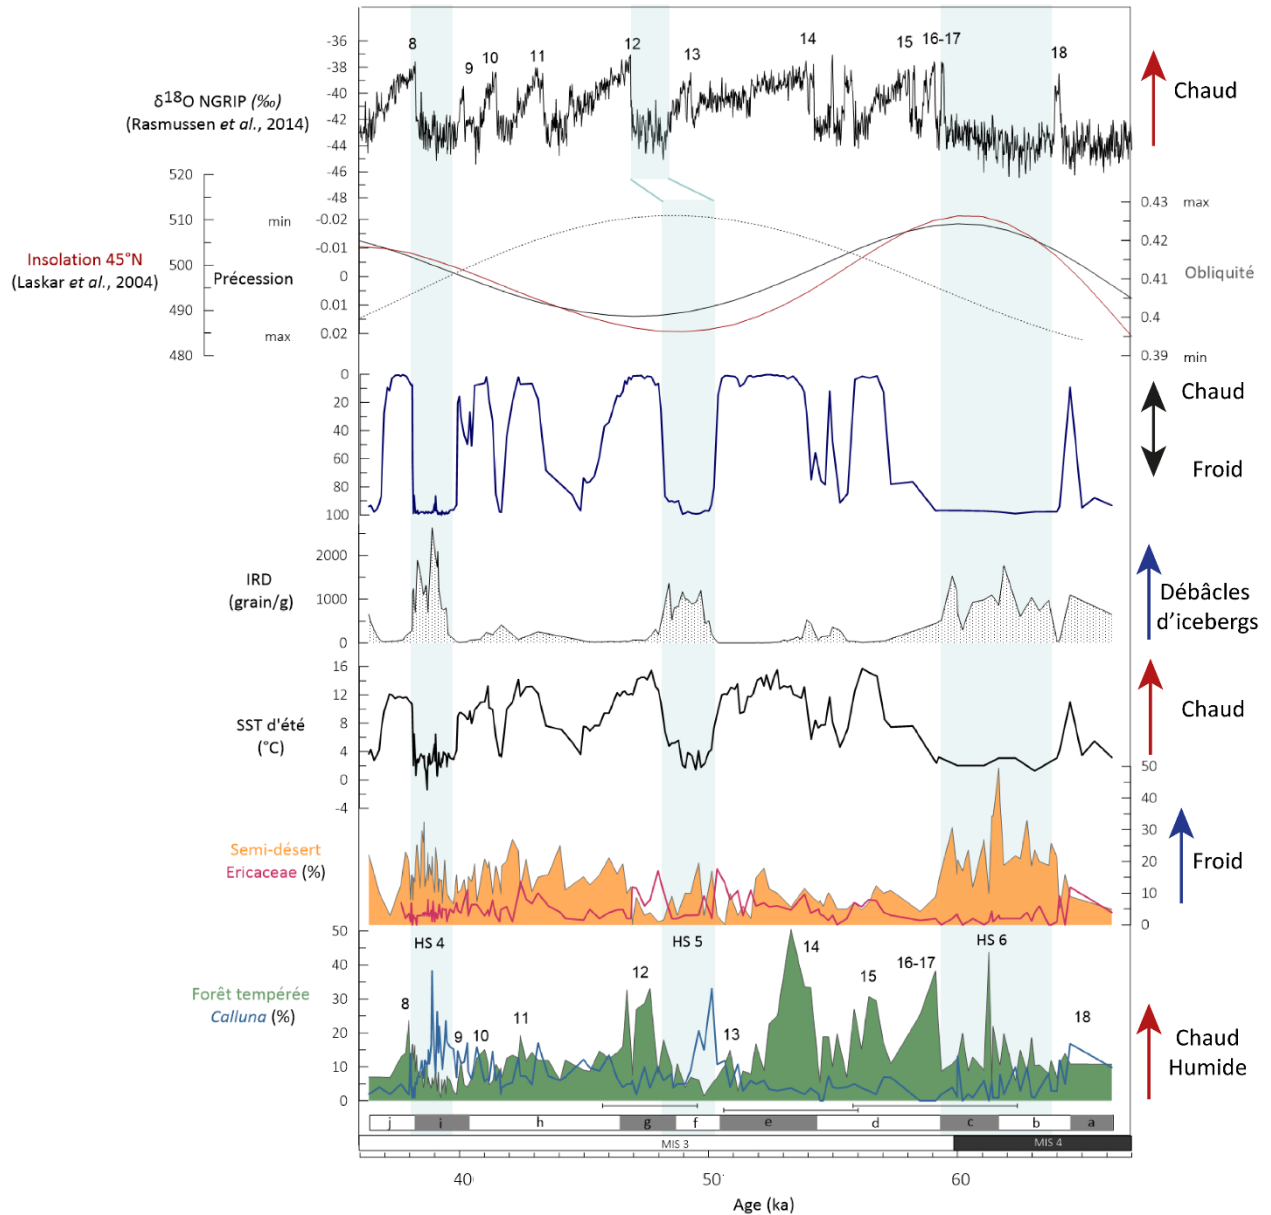 -36
-38
-40
-42
-44
-46
-48
8
9
10
11
12
13
14
15
16-17
18
δ18O NGRIP (‰)
(Rasmussen et al., 2014)
Chaud
520
510
500
490
480
min
max
-0.02
-0.01
0
0.01
0.02
Insolation 45°N
(Laskar et al., 2004)
Précession
0.43
0.42
0.41
0.4
0.39
max
Obliquité
min
0
20
40
60
80
100
Chaud
Froid
2000
1000
0
IRD
(grain/g)
Débâcles
d'icebergs
16
12
8
4
0
-4
SST d'été
(°C)
Chaud
50
40
30
20
10
0
Semi-désert
Ericaceae (%)
Froid
50
40
30
20
10
0
HS 4
HS 5
HS 6
8
9
10
11
12
13
14
15
16-17
18
Forêt tempérée
Calluna (%)
Chaud
Humide
j
i
h
g
f
e
d
c
b
a
MIS 3
MIS 4
40
50
60
Age (ka)